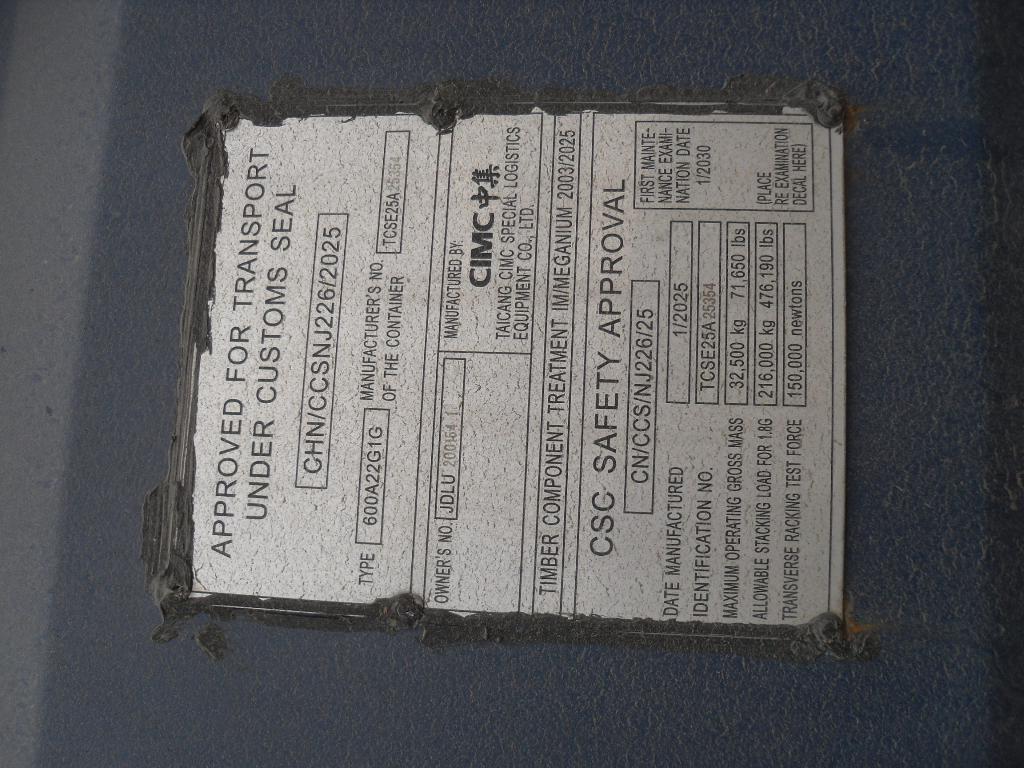 APPROVED FOR TRANSPORT
UNDER CUSTOMS SEAL
CHN/CCSNJ226/2025
TYPE 600A22G1G MANUFACTURER'S NO. OF THE CONTAINER TCSE25A25354
OWNER'S NO. JDLU
MANUFACTURED BY:
CIMC中集
TAICANG CIMC SPECIAL LOGISTICS
EQUIPMENT CO., LTD.
TIMBER COMPONENT TREATMENT IM/MEGANIUM 2003/2025
CSC SAFETY APPROVAL
CN/CCS/NJ226/25
DATE MANUFACTURED 1/2025
IDENTIFICATION NO. TCSE25A25354
MAXIMUM OPERATING GROSS MASS 32,500 kg 71,650 lbs
ALLOWABLE STACKING LOAD FOR 1.8G 216,000 kg 476,190 lbs
TRANSVERSE RACKING TEST FORCE 150,000 newtons
FIRST MAINTE-
NANCE EXAMI-
NATION DATE
1/2030
(PLACE
RE EXAMINATION
DECAL HERE)